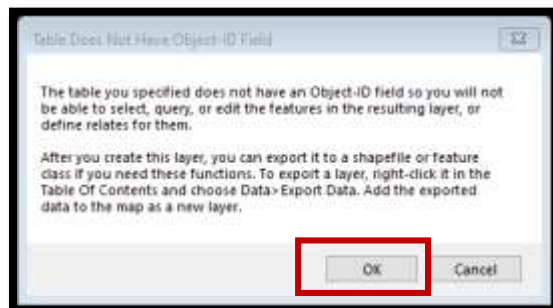 Table Does Not Have Object-ID Field
The table you specified does not have an Object-ID field so you will not
be able to select, query, or edit the features in the resulting layer, or
define relates for them.
After you create this layer, you can export it to a shapefile or feature
class if you need these functions. To export a layer, right-click it in the
Table Of Contents and choose Data>Export Data. Add the exported
data to the map as a new layer.
OK
Cancel